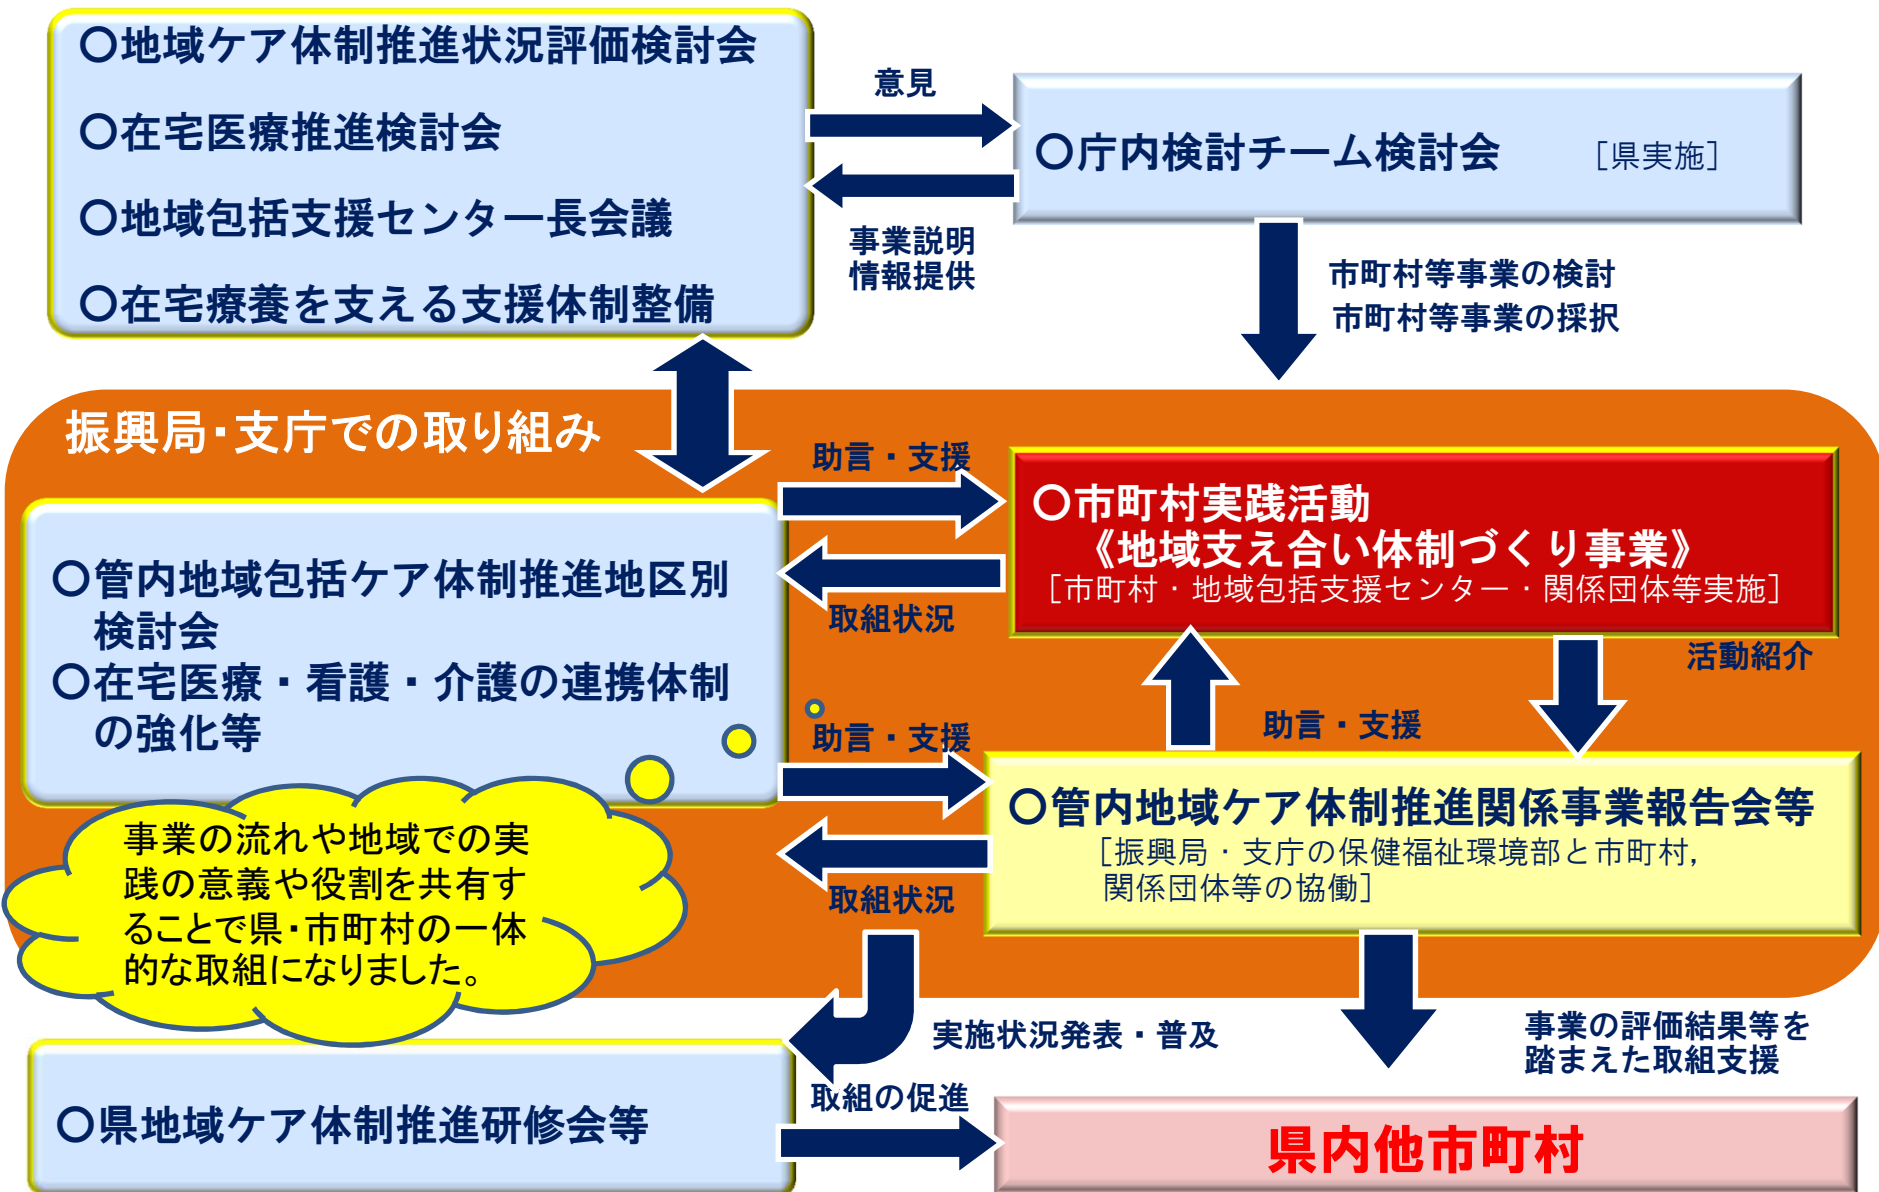 〇地域ケア体制推進状況評価検討会
〇在宅医療推進検討会
〇地域包括支援センター長会議
〇在宅療養を支える支援体制整備
意見
事業説明
情報提供
〇庁内検討チーム検討会 [県実施]
市町村等事業の検討
市町村等事業の採択
振興局・支庁での取り組み
〇管内地域包括ケア体制推進地区別
検討会
〇在宅医療・看護・介護の連携体制
の強化等
助言・支援
取組状況
〇市町村実践活動
《地域支え合い体制づくり事業》
[市町村・地域包括支援センター・関係団体等実施]
活動紹介
助言・支援
助言・支援
取組状況
〇管内地域ケア体制推進関係事業報告会等
[振興局・支庁の保健福祉環境部と市町村,
関係団体等の協働]
事業の流れや地域での実
践の意義や役割を共有す
ることで県・市町村の一体
的な取組になりました。
実施状況発表・普及
事業の評価結果等を
踏まえた取組支援
〇県地域ケア体制推進研修会等
取組の促進
県内他市町村